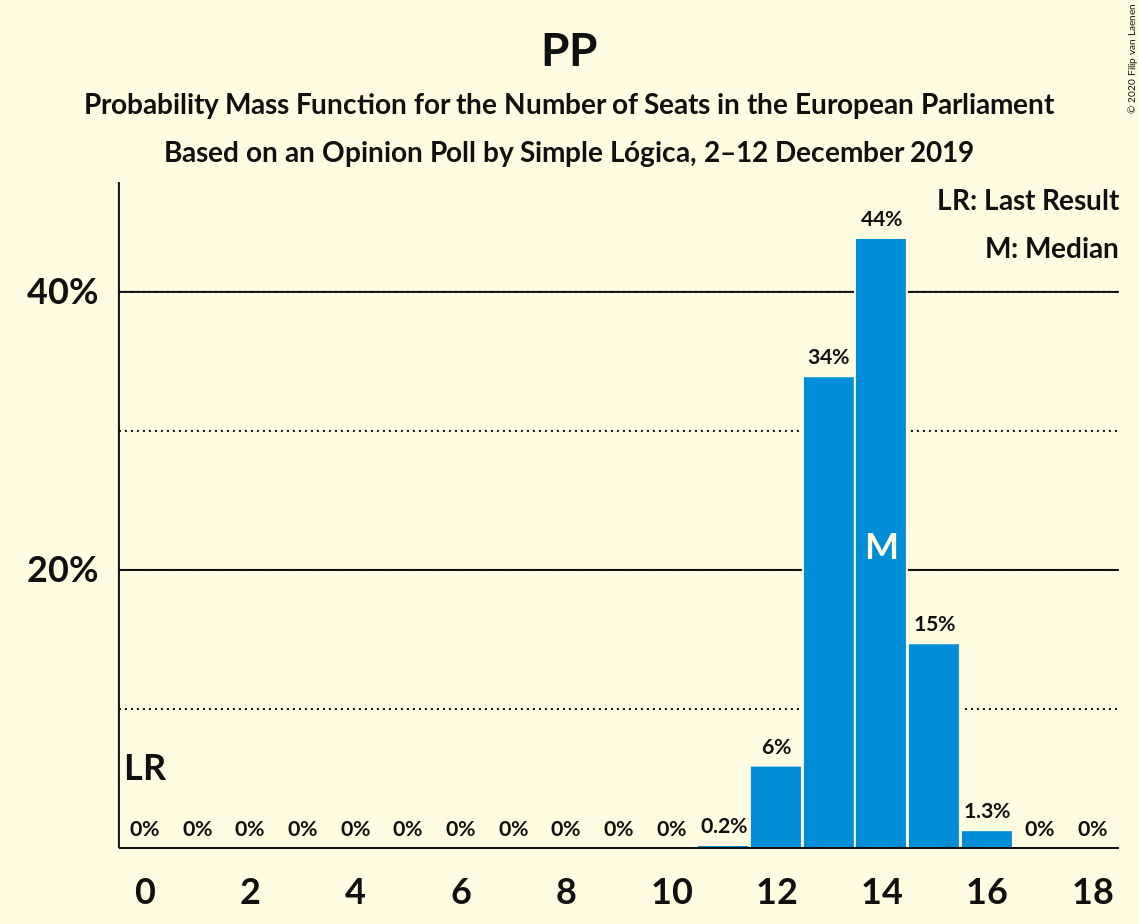 PP
Probability Mass Function for the Number of Seats in the European Parliament
Based on an Opinion Poll by Simple Lógica, 2–12 December 2019
© 2020 Filip van Laenen
LR: Last Result
M: Median
44%
40%
34%
M
20%
15%
6%
LR
1.3%
0% 0% 0% 0% 0% 0% 0% 0% 0% 0% 0% 0.2% 0% 0%
0 2 4 6 8 10 12 14 16 18